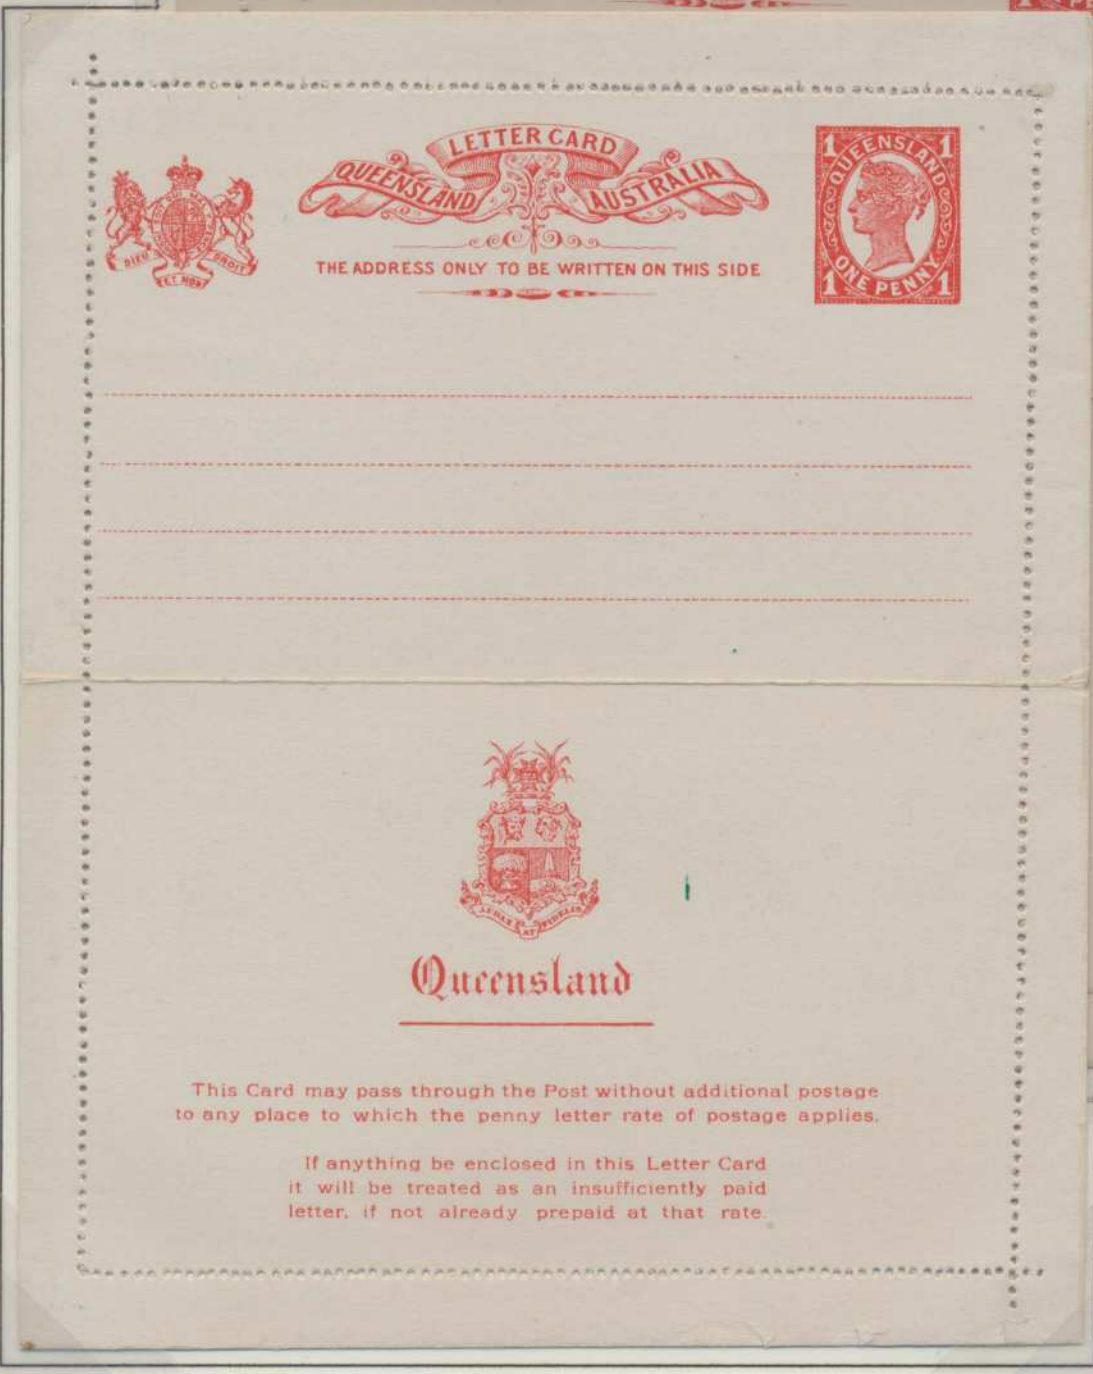 LETTER CARD
QUEENSLAND AUSTRALIA
THE ADDRESS ONLY TO BE WRITTEN ON THIS SIDE
DIEU ET MON DROIT
1 QUEENSLAND 1
1 ONE PENNY 1
AUDAX AT FIDELIS
Queensland
This Card may pass through the Post without additional postage
to any place to which the penny letter rate of postage applies.
If anything be enclosed in this Letter Card
it will be treated as an insufficiently paid
letter, if not already prepaid at that rate.